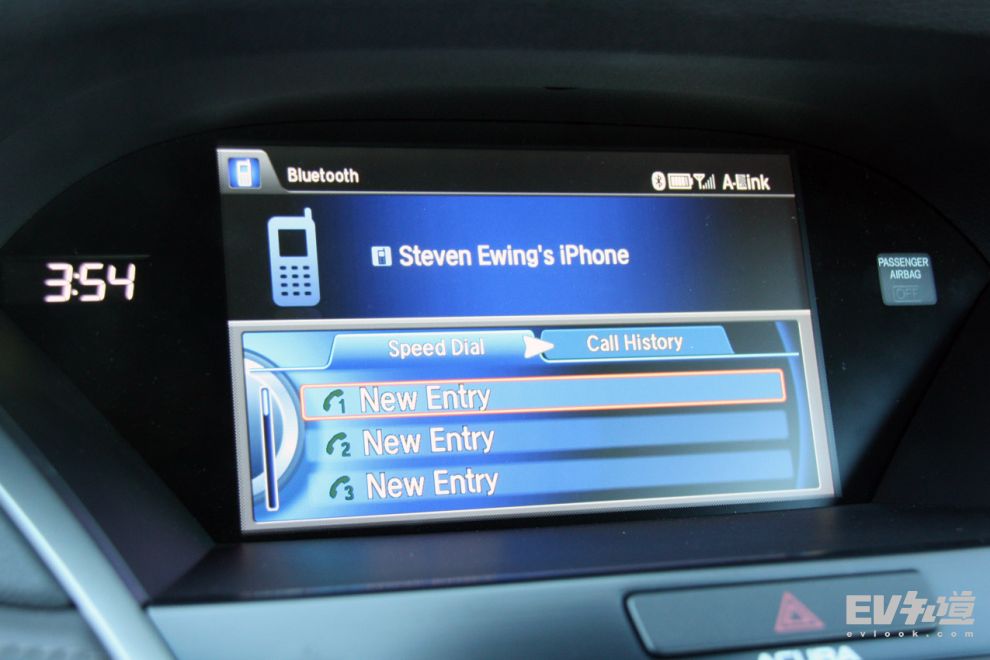 Bluetooth
A-Link
3:54
Steven Ewing's iPhone
PASSENGER
AIRBAG
OFF
Speed Dial
Call History
1 New Entry
2 New Entry
3 New Entry
EV知道
evlook.com
ACURA